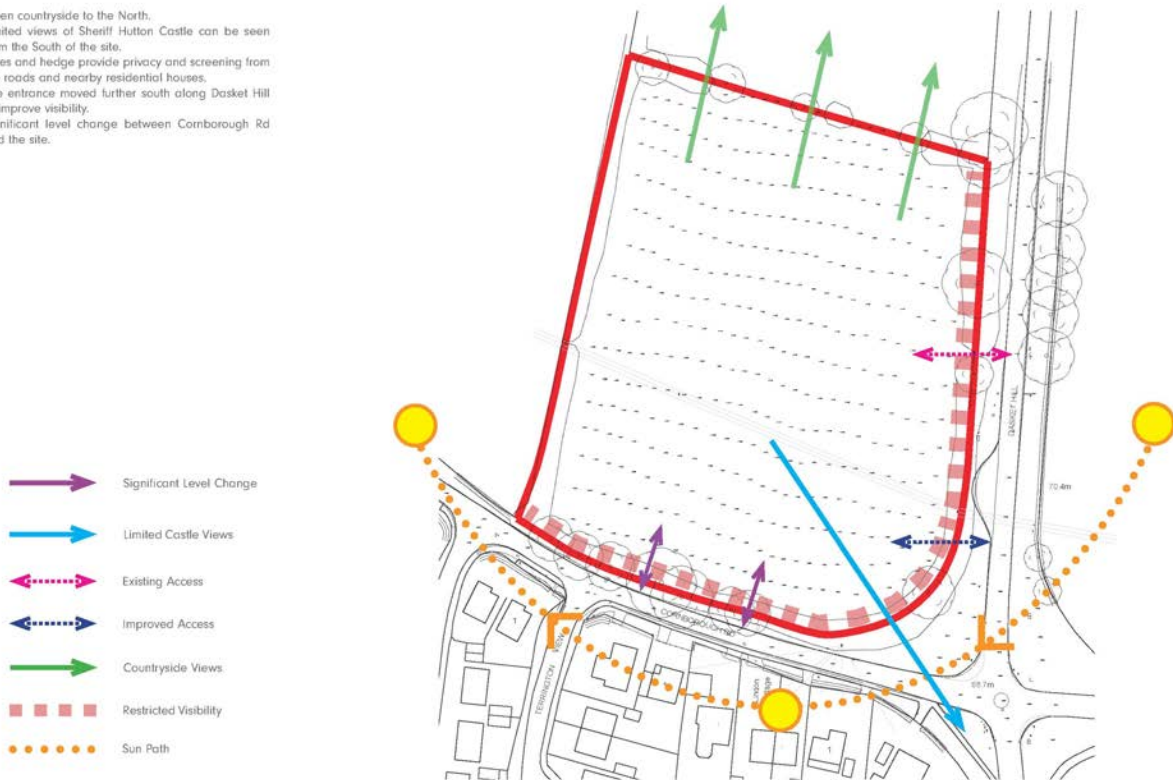 en countryside to the North.
ited views of Sheriff Hutton Castle can be seen
m the South of the site.
es and hedge provide privacy and screening from
roads and nearby residential houses.
e entrance moved further south along Dasket Hill
improve visibility.
nificant level change between Cornborough Rd
d the site.
DASKET HILL
70.4m
Significant Level Change
Limited Castle Views
Existing Access
Improved Access
Countryside Views
Restricted Visibility
Sun Path
1
CORNBOROUGH RD
TERRINGTON VIEW
68.7m
1